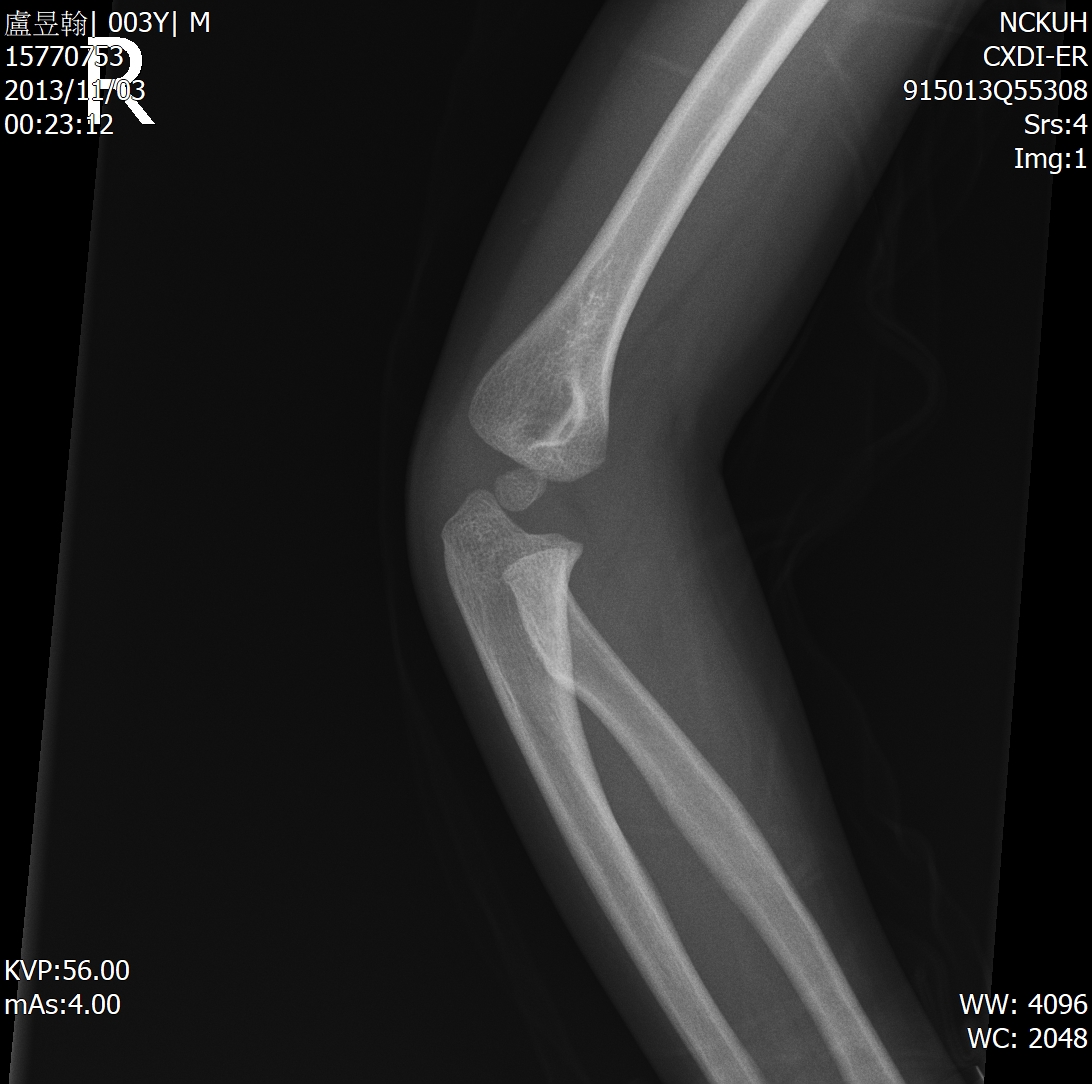 盧昱翰| 003Y| M
15770753
2013/11/03
00:23:12
R
NCKUH
CXDI-ER
915013Q55308
Srs:4
Img:1
KVP:56.00
mAs:4.00
WW: 4096
WC: 2048